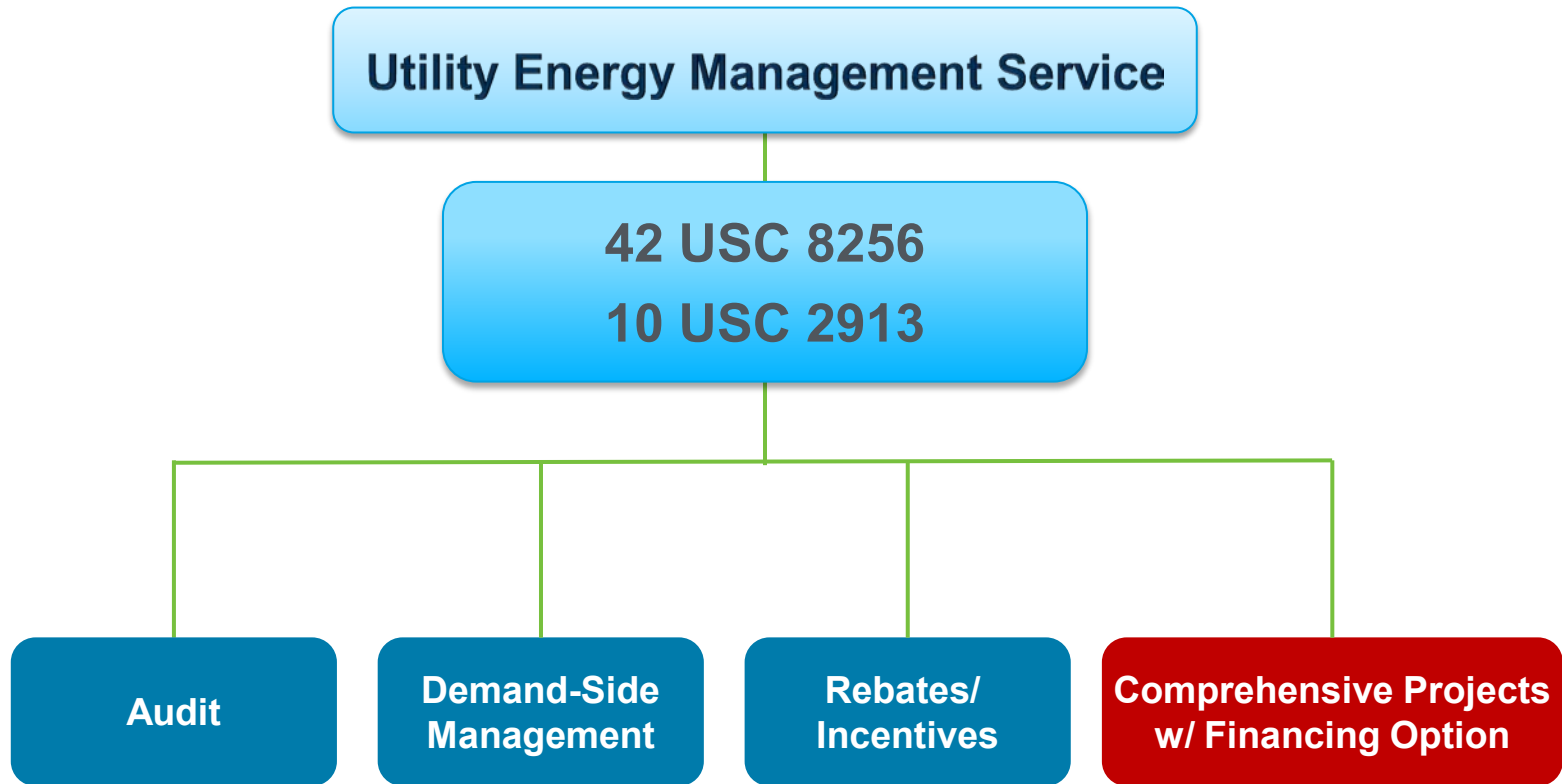 Utility Energy Management Service
42 USC 8256
10 USC 2913
Audit
Demand-Side
Management
Rebates/
Incentives
Comprehensive Projects
w/ Financing Option